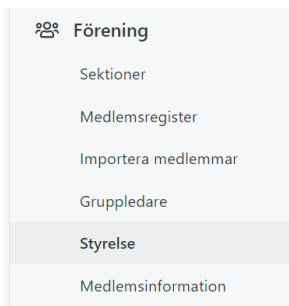 Förening
Sektioner
Medlemsregister
Importera medlemmar
Gruppledare
Styrelse
Medlemsinformation